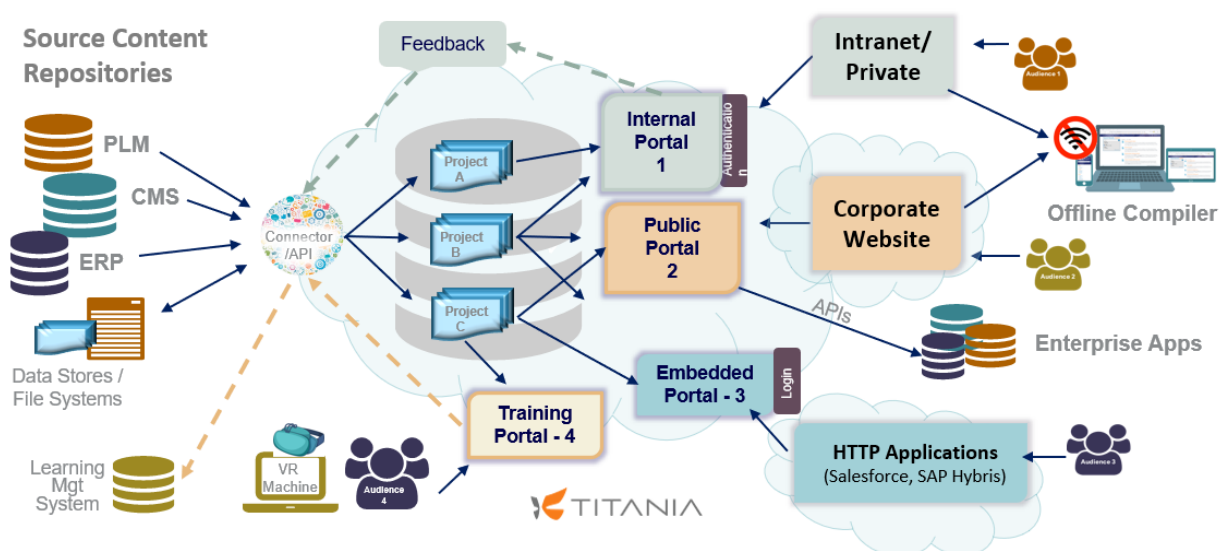 Source Content
Repositories
Feedback
Intranet/
Private
Audience 1
PLM
CMS
ERP
Connector
/API
Project
A
Project
B
Project
C
Internal
Portal
1
Authenticatio
n
Public
Portal
2
Corporate
Website
Offline Compiler
Audience 2
APIs
Enterprise Apps
Data Stores /
File Systems
Embedded
Portal - 3
Login
Training
Portal - 4
HTTP Applications
(Salesforce, SAP Hybris)
Audience 3
Learning
Mgt
System
VR
Machine
Audience
4
TITANIA